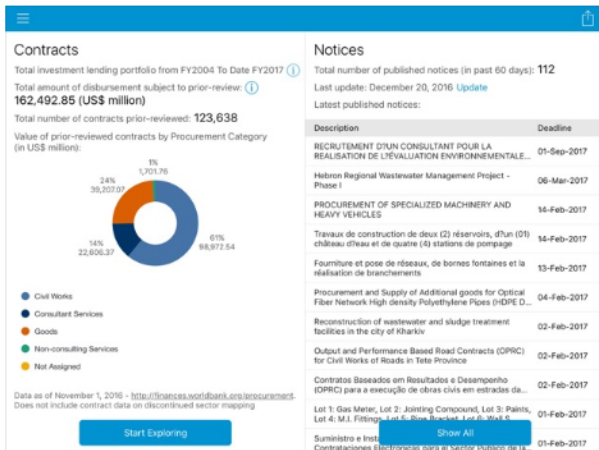 Contracts
Total investment lending portfolio from FY2004 To Date FY2017
Total amount of disbursement subject to prior-review:
162,492.85 (US$ million)
Total number of contracts prior-reviewed: 123,638
Value of prior-reviewed contracts by Procurement Category
(in US$ million):
1%
1,701.76
24%
39,207.07
14%
22,606.37
61%
98,972.54
Civil Works
Consultant Services
Goods
Non-consulting Services
Not Assigned
Data as of November 1, 2016 - http://finances.worldbank.org/procurement.
Does not include contract data on discontinued sector mapping
Start Exploring
Notices
Total number of published notices (in past 60 days): 112
Last update: December 20, 2016 Update
Latest published notices:
Description Deadline
RECRUTEMENT D?UN CONSULTANT POUR LA
REALISATION DE L?ÉVALUATION ENVIRONNEMENTALE... 01-Sep-2017
Hebron Regional Wastewater Management Project -
Phase I 06-Mar-2017
PROCUREMENT OF SPECIALIZED MACHINERY AND
HEAVY VEHICLES 14-Feb-2017
Travaux de construction de deux (2) réservoirs, d?un (01)
château d?eau et de quatre (4) stations de pompage 14-Feb-2017
Fourniture et pose de réseaux, de bornes fontaines et la
réalisation de branchements 13-Feb-2017
Procurement and Supply of Additional goods for Optical
Fiber Network High density Polyethylene Pipes (HDPE D... 04-Feb-2017
Reconstruction of wastewater and sludge treatment
facilities in the city of Kharkiv 02-Feb-2017
Output and Performance Based Road Contracts (OPRC)
for Civil Works of Roads in Tete Province 02-Feb-2017
Contratos Baseados em Resultados e Desempenho
(OPRC) para a execução de obras civis em estradas da... 02-Feb-2017
Lot 1: Gas Meter, Lot 2: Jointing Compound, Lot 3: Paints,
Lot 4: M.I. Fittings, 01-Feb-2017
Suministro e
Contrataciones Electrónicas para el Sector Público de la... 01-Feb-2017
Show All